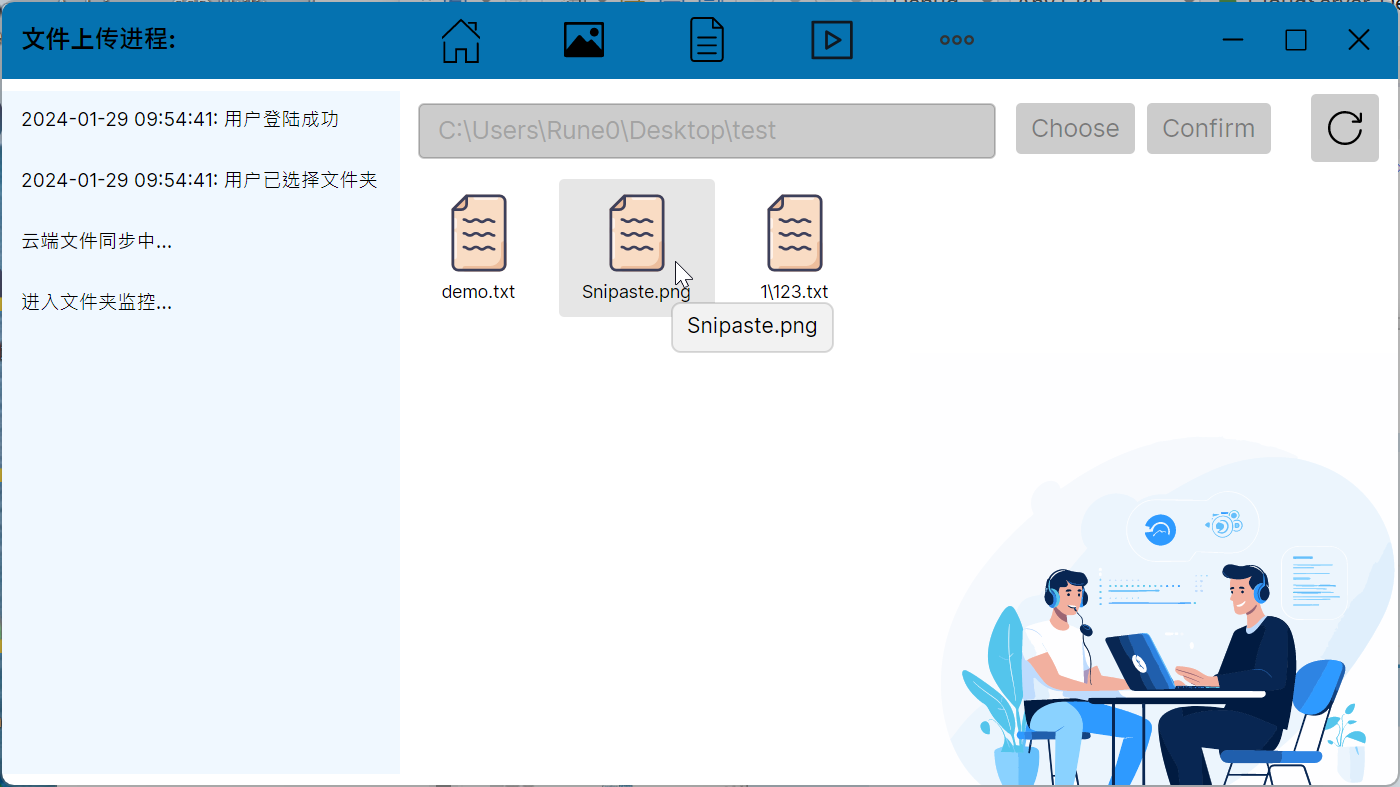 文件上传进程:
2024-01-29 09:54:41: 用户登陆成功
2024-01-29 09:54:41: 用户已选择文件夹
云端文件同步中...
进入文件夹监控...
C:\Users\Rune0\Desktop\test
Choose
Confirm
demo.txt
Snipaste.png
1\123.txt
Snipaste.png